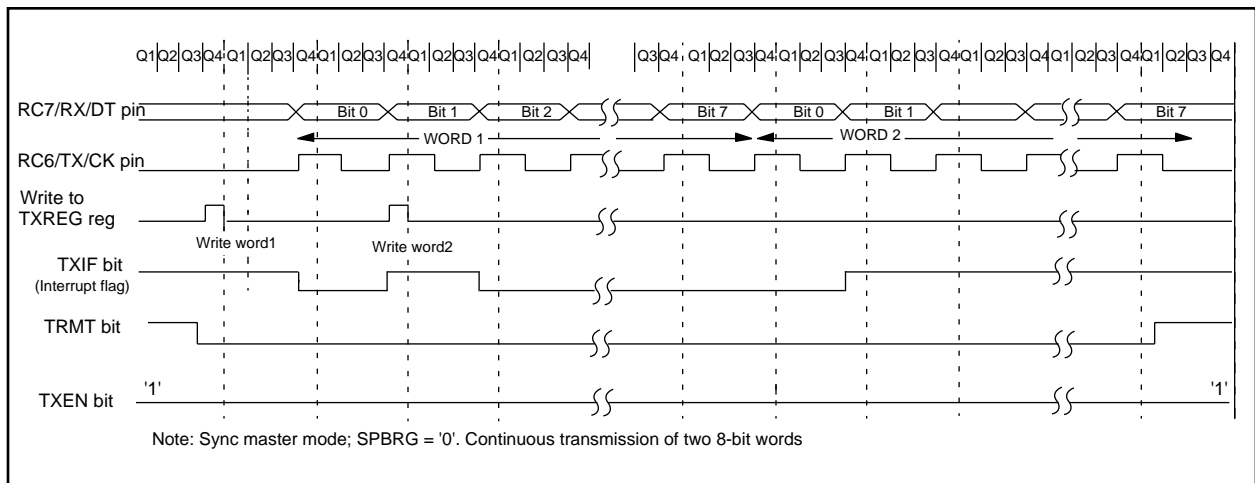 Q1 Q2 Q3 Q4 Q1 Q2 Q3 Q4 Q1 Q2 Q3 Q4 Q1 Q2 Q3 Q4 Q1 Q2 Q3 Q4 Q3 Q4 Q1 Q2 Q3 Q4 Q1 Q2 Q3 Q4 Q1 Q2 Q3 Q4 Q1 Q2 Q3 Q4 Q1 Q2 Q3 Q4
RC7/RX/DT pin Bit 0 Bit 1 Bit 2 Bit 7 Bit 0 Bit 1 Bit 7
WORD 1 WORD 2
RC6/TX/CK pin
Write to
TXREG reg
Write word1 Write word2
TXIF bit
(Interrupt flag)
TRMT bit
'1' '1'
TXEN bit
Note: Sync master mode; SPBRG = '0'. Continuous transmission of two 8-bit words